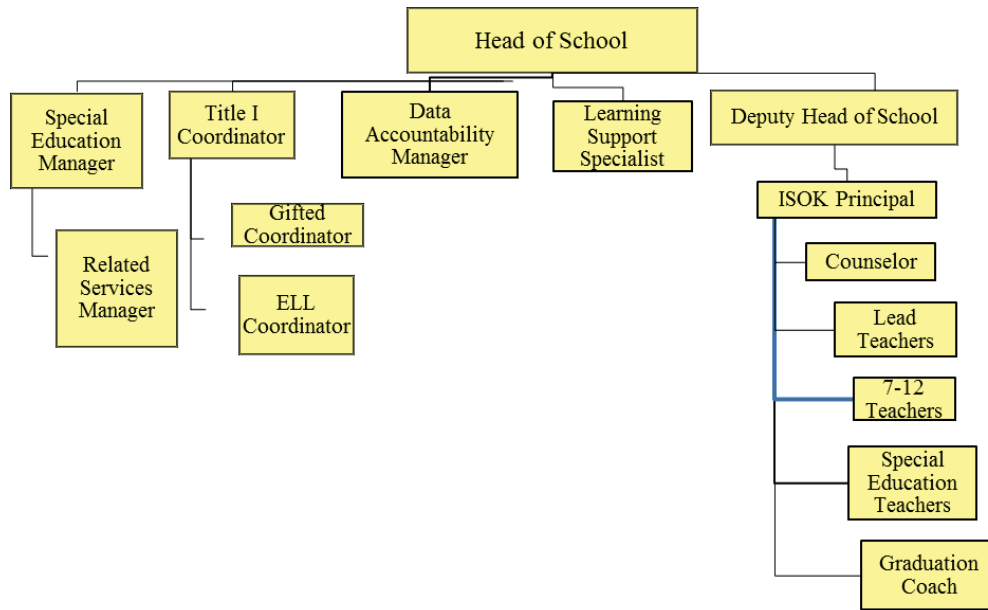 Head of School
Special
Education
Manager
Title I
Coordinator
Data
Accountability
Manager
Learning
Support
Specialist
Deputy Head of School
ISOK Principal
Gifted
Coordinator
Related
Services
Manager
ELL
Coordinator
Counselor
Lead
Teachers
7-12
Teachers
Special
Education
Teachers
Graduation
Coach